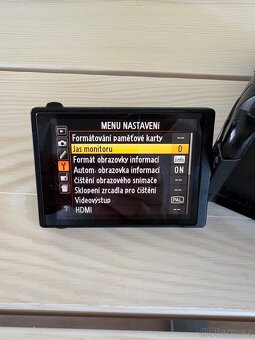 MENU NASTAVENÍ
Formátování paměťové karty --
Jas monitoru 0
Formát obrazovky informací info
Autom. obrazovka informací ON
Čištění obrazového snímače --
Sklopení zrcadla pro čištění --
Videovýstup PAL
? HDMI